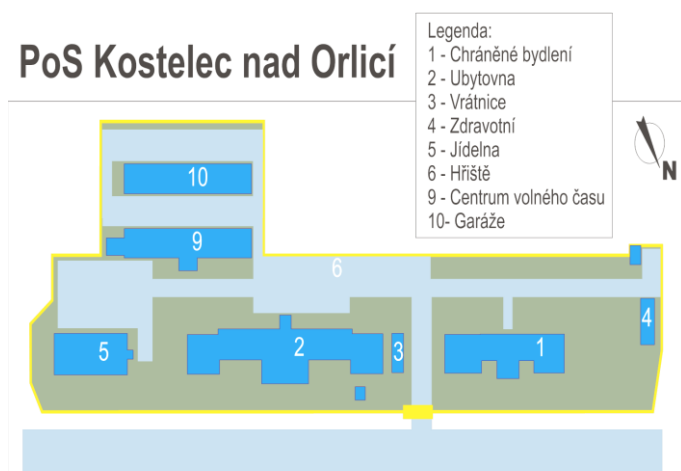 PoS Kostelec nad Orlicí
Legenda:
1 - Chráněné bydlení
2 - Ubytovna
3 - Vrátnice
4 - Zdravotní
5 - Jídelna
6 - Hřiště
9 - Centrum volného času
10- Garáže
N
10
9
6
5
2
3
1
4